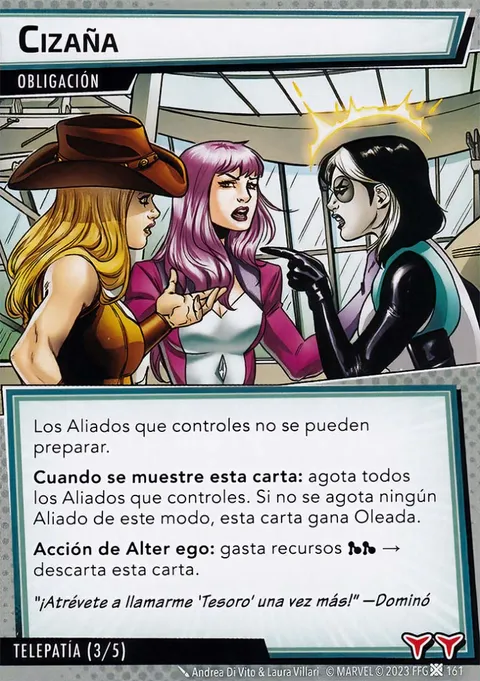 Cizaña
OBLIGACIÓN
Los Aliados que controles no se pueden
preparar.
Cuando se muestre esta carta: agota todos
los Aliados que controles. Si no se agota ningún
Aliado de este modo, esta carta gana Oleada.
Acción de Alter ego: gasta recursos →
descarta esta carta.
"¡Atrévete a llamarme 'Tesoro' una vez más!" —Dominó
TELEPATÍA (3/5)
Andrea Di Vito & Laura Villari © MARVEL © 2023 FFG 161